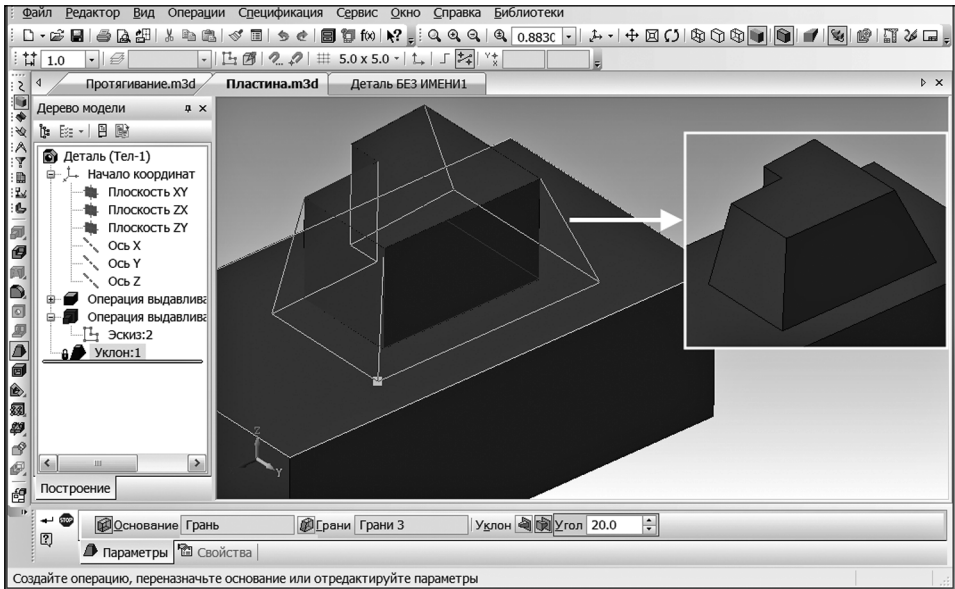 Файл Редактор Вид Операции Спецификация Сервис Окно Справка Библиотеки
f(x) 0.883
1.0 5.0 x 5.0
Протягивание.m3d Пластина.m3d Деталь БЕЗ ИМЕНИ1
Дерево модели
Деталь (Тел-1)
Начало координат
Плоскость XY
Плоскость ZX
Плоскость ZY
Ось X
Ось Y
Ось Z
Операция выдавлива
Операция выдавлива
Эскиз:2
Уклон:1
Z
Y
Построение
STOP Основание Грань Грани Грани 3 Уклон Угол 20.0
Параметры Свойства
Создайте операцию, переназначьте основание или отредактируйте параметры